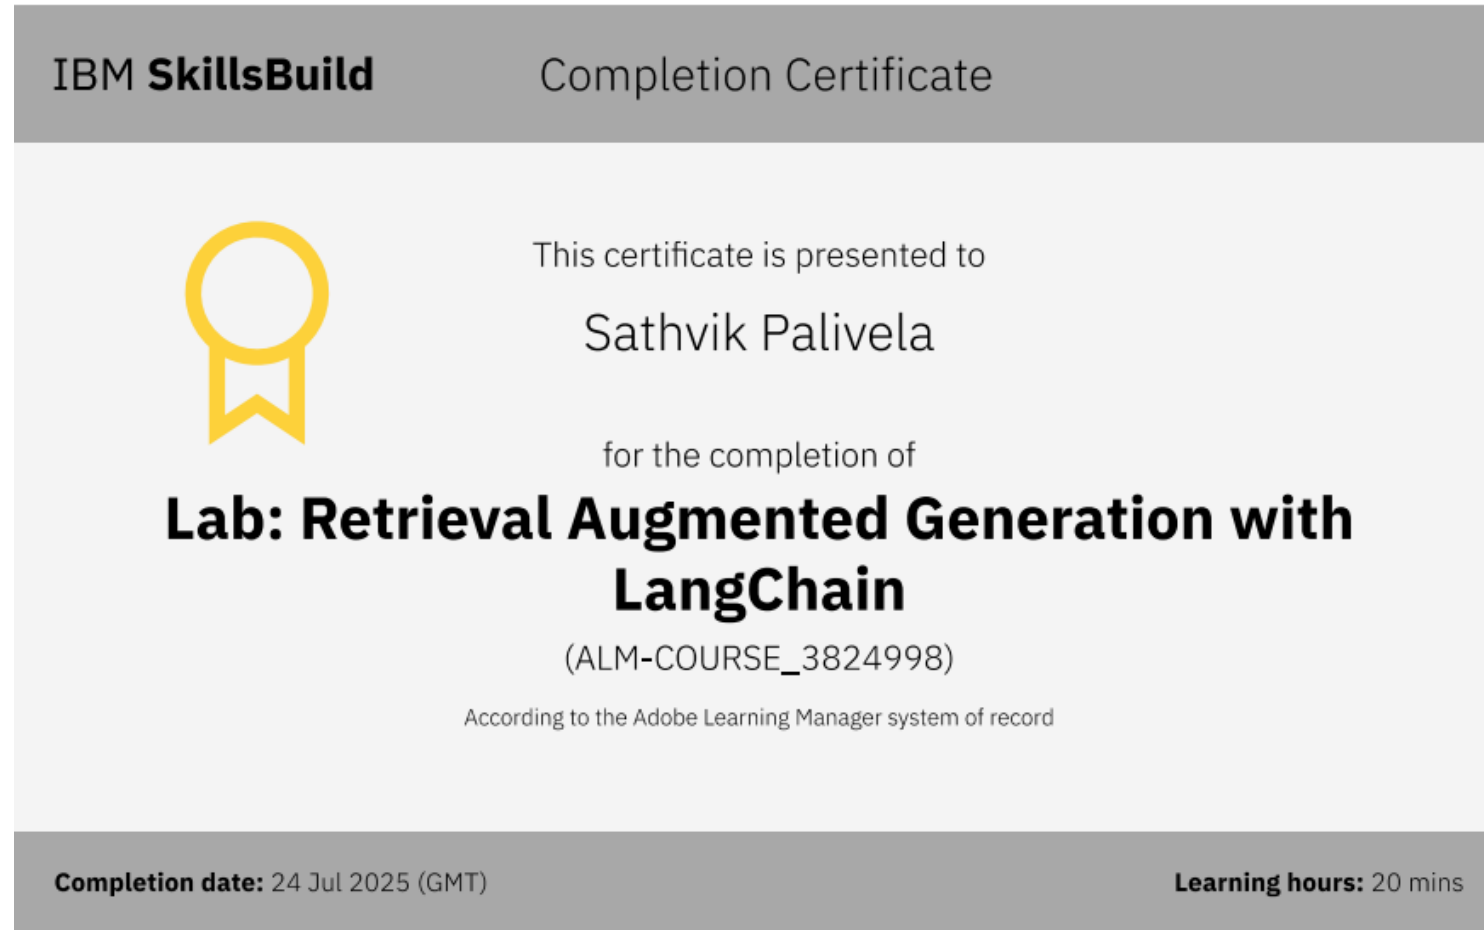 IBM SkillsBuild Completion Certificate
This certificate is presented to
Sathvik Palivela
for the completion of
Lab: Retrieval Augmented Generation with
LangChain
(ALM-COURSE_3824998)
According to the Adobe Learning Manager system of record
Completion date: 24 Jul 2025 (GMT) Learning hours: 20 mins